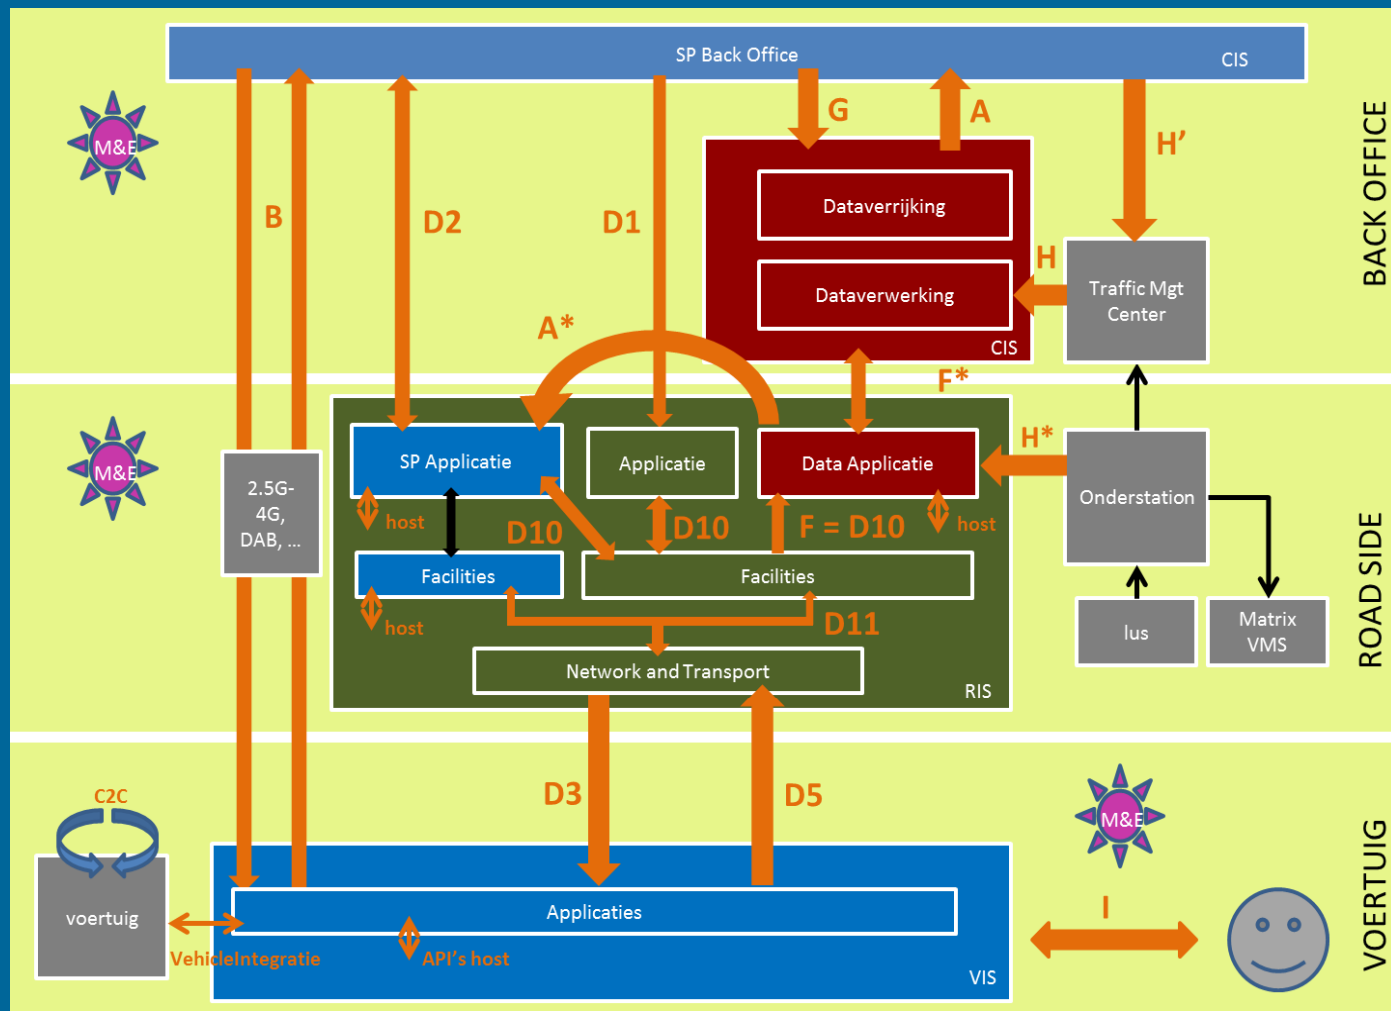 SP Back Office
CIS
M&E
B
D2
D1
G
A
H'
BACK OFFICE
Dataverrijking
Dataverwerking
CIS
H
Traffic Mgt
Center
A*
F*
M&E
2.5G-
4G,
DAB, ...
SP Applicatie
Applicatie
Data Applicatie
H*
Onderstation
ROAD SIDE
host
D10
D10
F = D10
host
Facilities
Facilities
host
D11
lus
Matrix
VMS
Network and Transport
RIS
D3
D5
C2C
M&E
VOERTUIG
voertuig
VehicleIntegratie
Applicaties
API's host
VIS
I